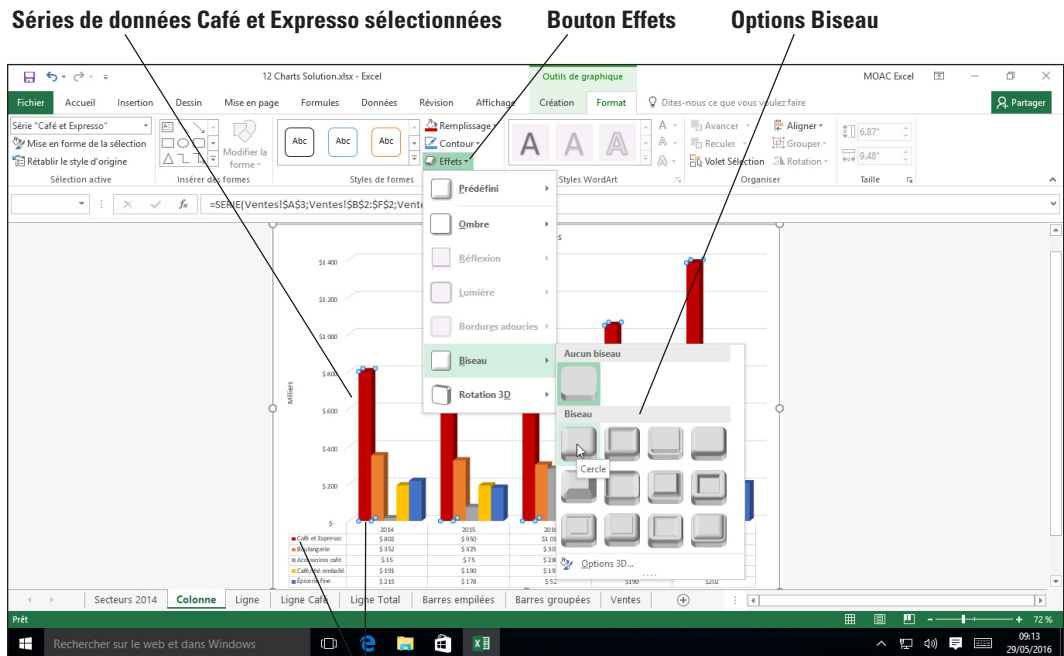 Séries de données Café et Expresso sélectionnées Bouton Effets Options Biseau
12 Charts Solution.xlsx - Excel Outils de graphique MOAC Excel
Fichier Accueil Insertion Dessin Mise en page Formules Données Révision Affichage Création Format Dites-nous ce que vous voulez faire Partager
Série "Café et Expresso"
Mise en forme de la sélection
Rétablir le style d'origine
Sélection active
Modifier la forme
Insérer des formes
Abc Abc Abc
Remplissage
Contour
Effets
Styles de formes
A A A
A
A
A
Styles WordArt
Avancer
Reculer
Volet Sélection
Aligner
Grouper
Rotation
Organiser
6.87"
9.48"
Taille
fx =SERIE(Ventes!$A$3;Ventes!$B$2:$F$2;Vente
Prédéfini
Ombre
Réflexion
Lumière
Bordurgs adoucies
Biseau
Rotation 3D
Aucun biseau
Biseau
Cercle
Options 3D...
s
$1 400
$1 200
$1 000
$ 800
$ 600
$ 400
$ 200
$-
Milliers
2014 2015
Café et Expresso $ 802 $ 950
Boulangerie $ 352 $ 325
Accessoires café $ 15 $ 75
Café/thé emballé $ 191 $ 190
Épicerie fine $ 215 $ 178 $ 52 $190 $202
Secteurs 2014 Colonne Ligne Ligne Café Ligne Total Barres empilées Barres groupées Ventes
Prêt 72 %
Rechercher sur le web et dans Windows
09:13
29/05/2016